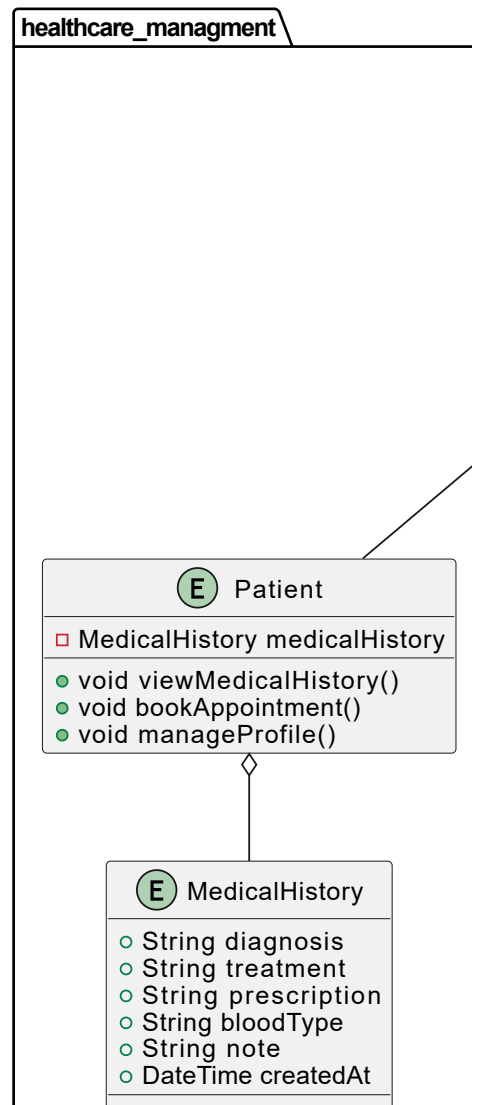 healthcare_managment
E Patient
MedicalHistory medicalHistory
void viewMedicalHistory()
void bookAppointment()
void manageProfile()
E MedicalHistory
String diagnosis
String treatment
String prescription
String bloodType
String note
DateTime createdAt